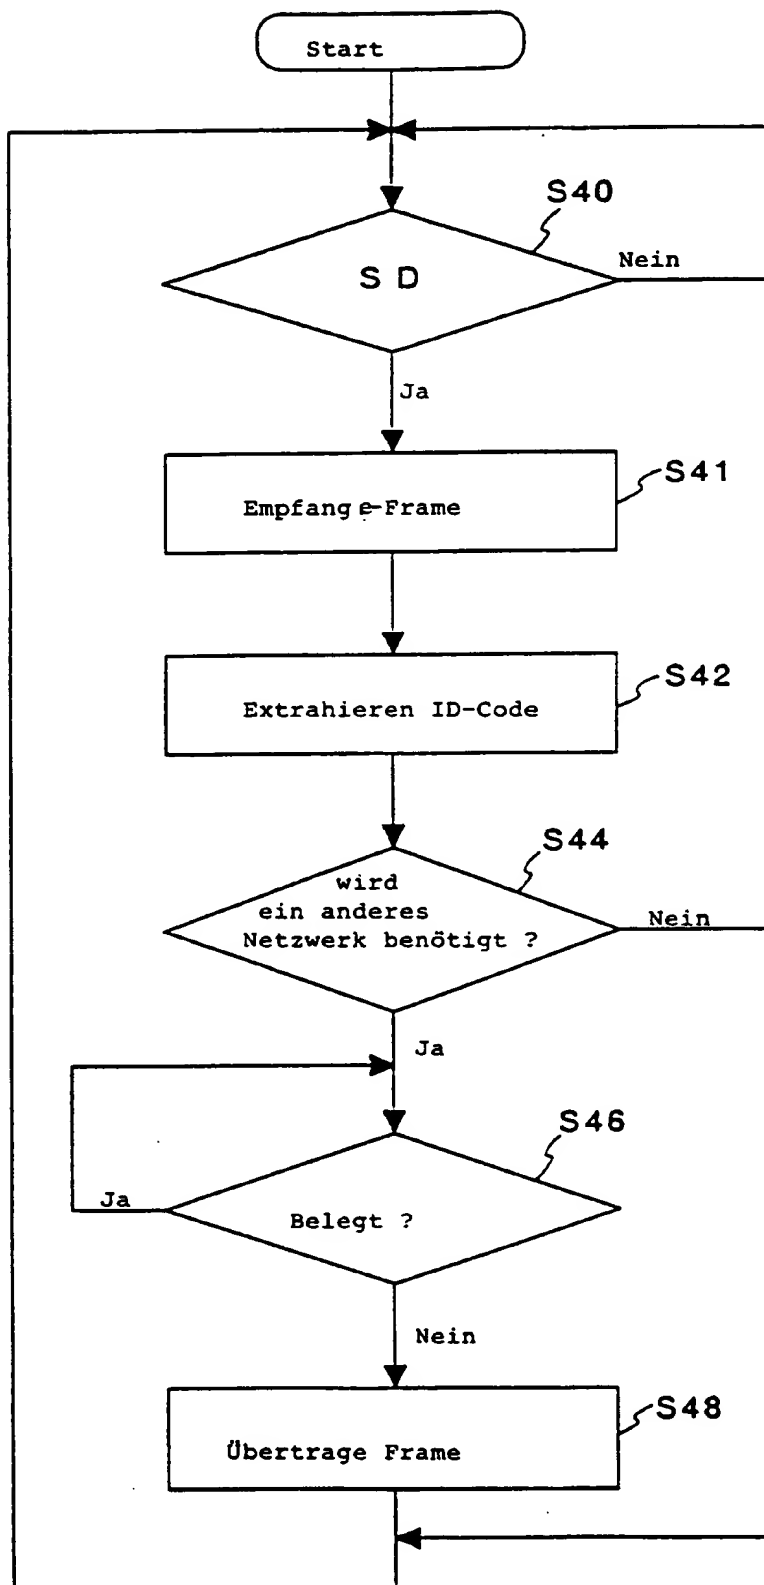 Start
S40
S D
Nein
Ja
S41
Empfange-Frame
S42
Extrahieren ID-Code
S44
wird
ein anderes
Netzwerk benötigt ?
Nein
Ja
S46
Ja
Belegt ?
Nein
S48
Übertrage Frame